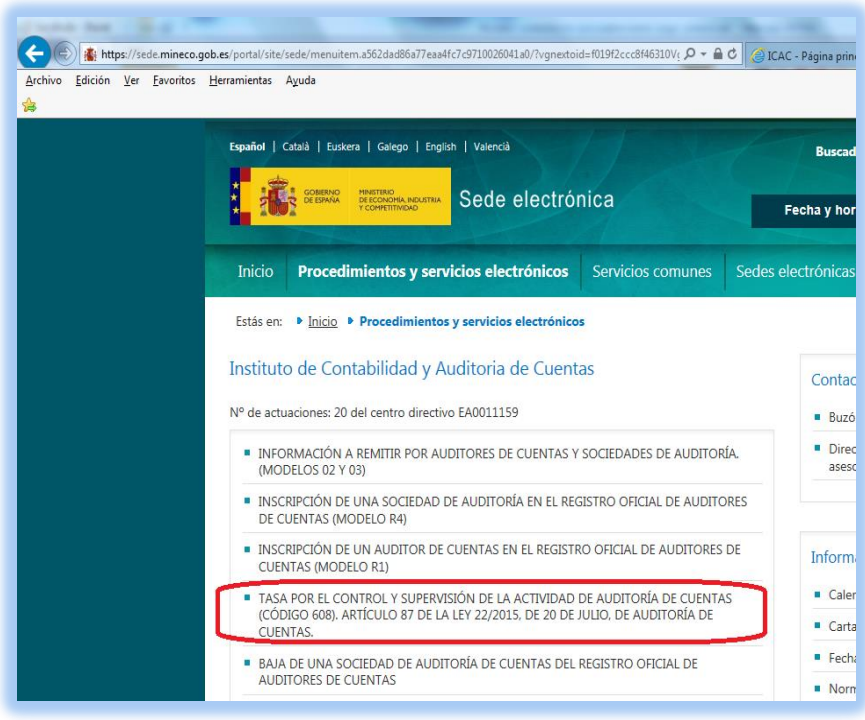 https://sede.mineco.gob.es/portal/site/sede/menuitem.a562dad86a77eaa4fc7c9710026041a0/?vgnextoid=f019f2ccc8f46310V
ICAC - Página prin
Archivo Edición Ver Favoritos Herramientas Ayuda
Español | Català | Euskera | Galego | English | Valencià
Buscad
GOBIERNO DE ESPAÑA
MINISTERIO DE ECONOMÍA, INDUSTRIA Y COMPETITIVIDAD
Sede electrónica
Fecha y hor
Inicio Procedimientos y servicios electrónicos Servicios comunes Sedes electrónicas
Estás en: Inicio Procedimientos y servicios electrónicos
Instituto de Contabilidad y Auditoria de Cuentas
Nº de actuaciones: 20 del centro directivo EA0011159
INFORMACIÓN A REMITIR POR AUDITORES DE CUENTAS Y SOCIEDADES DE AUDITORÍA.
(MODELOS 02 Y 03)
INSCRIPCIÓN DE UNA SOCIEDAD DE AUDITORÍA EN EL REGISTRO OFICIAL DE AUDITORES
DE CUENTAS (MODELO R4)
INSCRIPCIÓN DE UN AUDITOR DE CUENTAS EN EL REGISTRO OFICIAL DE AUDITORES DE
CUENTAS (MODELO R1)
TASA POR EL CONTROL Y SUPERVISIÓN DE LA ACTIVIDAD DE AUDITORÍA DE CUENTAS
(CÓDIGO 608). ARTÍCULO 87 DE LA LEY 22/2015, DE 20 DE JULIO, DE AUDITORÍA DE
CUENTAS.
BAJA DE UNA SOCIEDAD DE AUDITORÍA DE CUENTAS DEL REGISTRO OFICIAL DE
AUDITORES DE CUENTAS
Contac
Buzó
Direc
aseso
Inform
Caler
Carta
Fecha
Norm